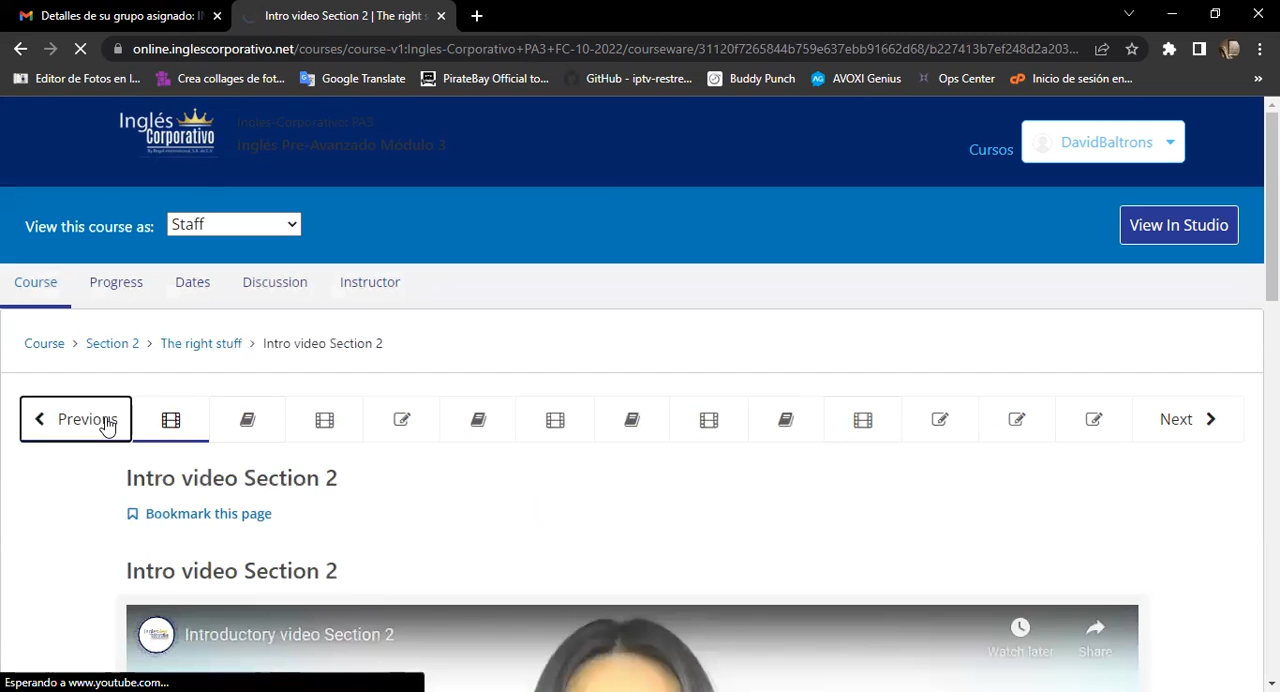 Detalles de su grupo asignado: I
Intro video Section 2 | The right s
online.inglescorporativo.net/courses/course-v1:Ingles-Corporativo+PA3+FC-10-2022/courseware/31120f7265844b759e637ebb91662d68/b227413b7ef248d2a203...
Editor de Fotos en l...
Crea collages de fot...
Google Translate
PirateBay Official to...
GitHub - iptv-restre...
Buddy Punch
AVOXI Genius
Ops Center
Inicio de sesión en...
»
Inglés Corporativo
Ingles-Corporativo: PA3
Inglés Pre-Avanzado Módulo 3
Cursos
DavidBaltrons
View this course as:
Staff
View In Studio
Course
Progress
Dates
Discussion
Instructor
Course > Section 2 > The right stuff > Intro video Section 2
Previous
Next
Intro video Section 2
Bookmark this page
Intro video Section 2
Introductory video Section 2
Watch later
Share
Esperando a www.youtube.com...